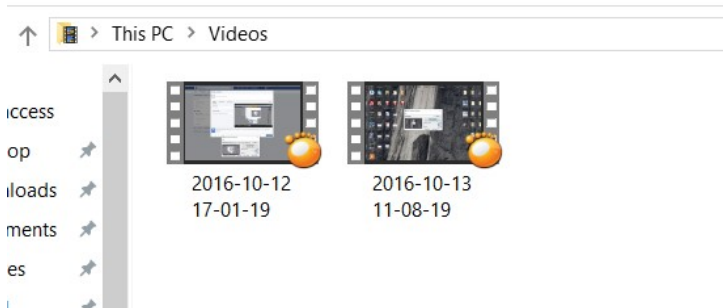 This PC > Videos
ccess
op
loads
ments
es
2016-10-12
17-01-19
2016-10-13
11-08-19